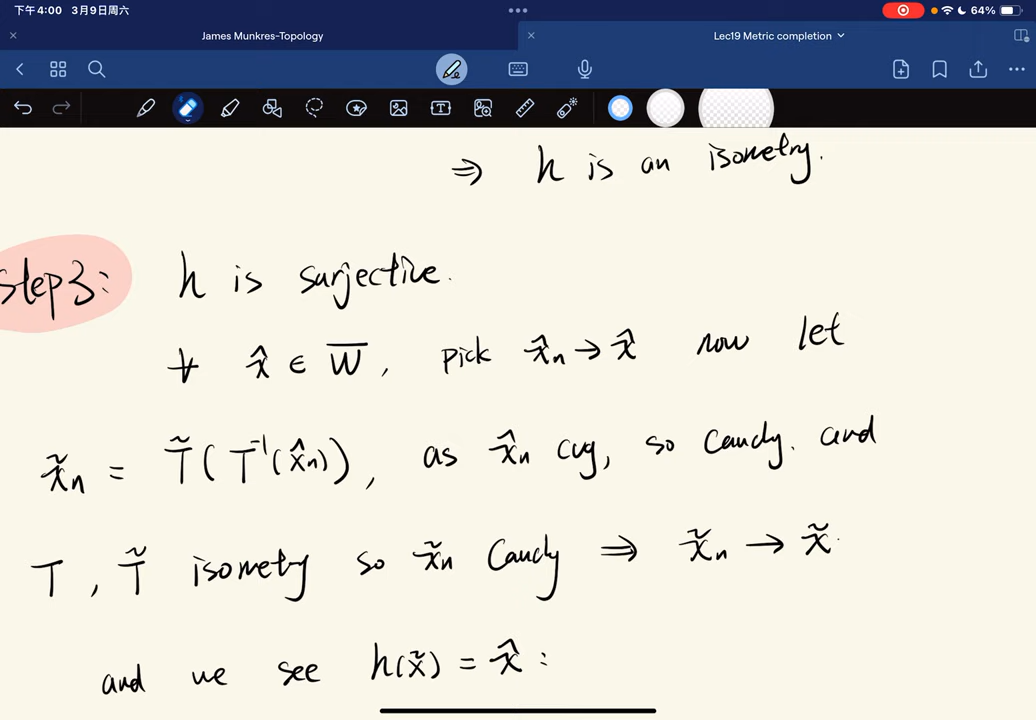 下午4:00 3月9日周六
64%
James Munkres-Topology
Lec19 Metric completion
⇒ h is an isometry.
Step3: h is surjective.
∀ x̂ ∈ W̅, pick x̂n → x̂ now let
x̃n = T̃(T⁻¹(x̂n)), as x̂n cvg, so Cauchy. and
T, T̃ isometry so x̃n Cauchy ⇒ x̃n → x̃.
and we see h(x̃) = x̂ :